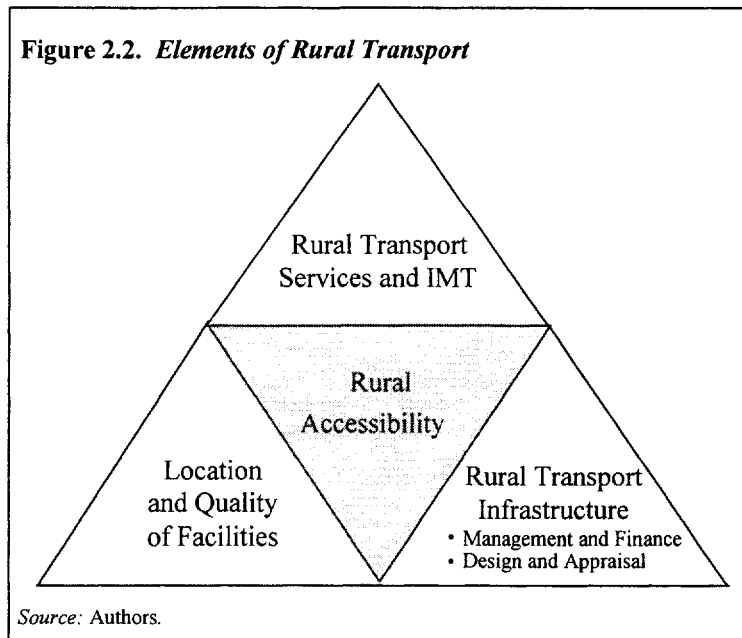 Figure 2.2. Elements of Rural Transport
Rural Transport
Services and IMT
Rural
Accessibility
Location
and Quality
of Facilities
Rural Transport
Infrastructure
• Management and Finance
• Design and Appraisal
Source: Authors.